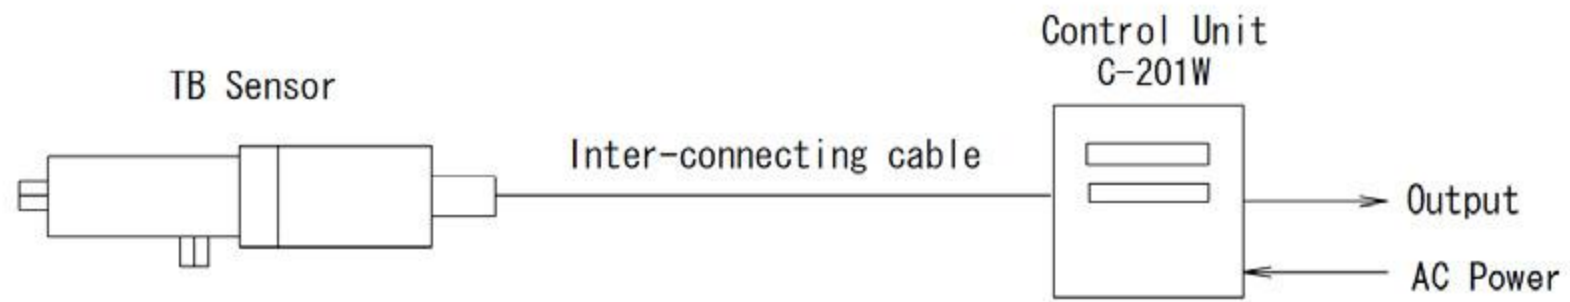 Control Unit
C-201W
TB Sensor
Inter-connecting cable
Output
AC Power